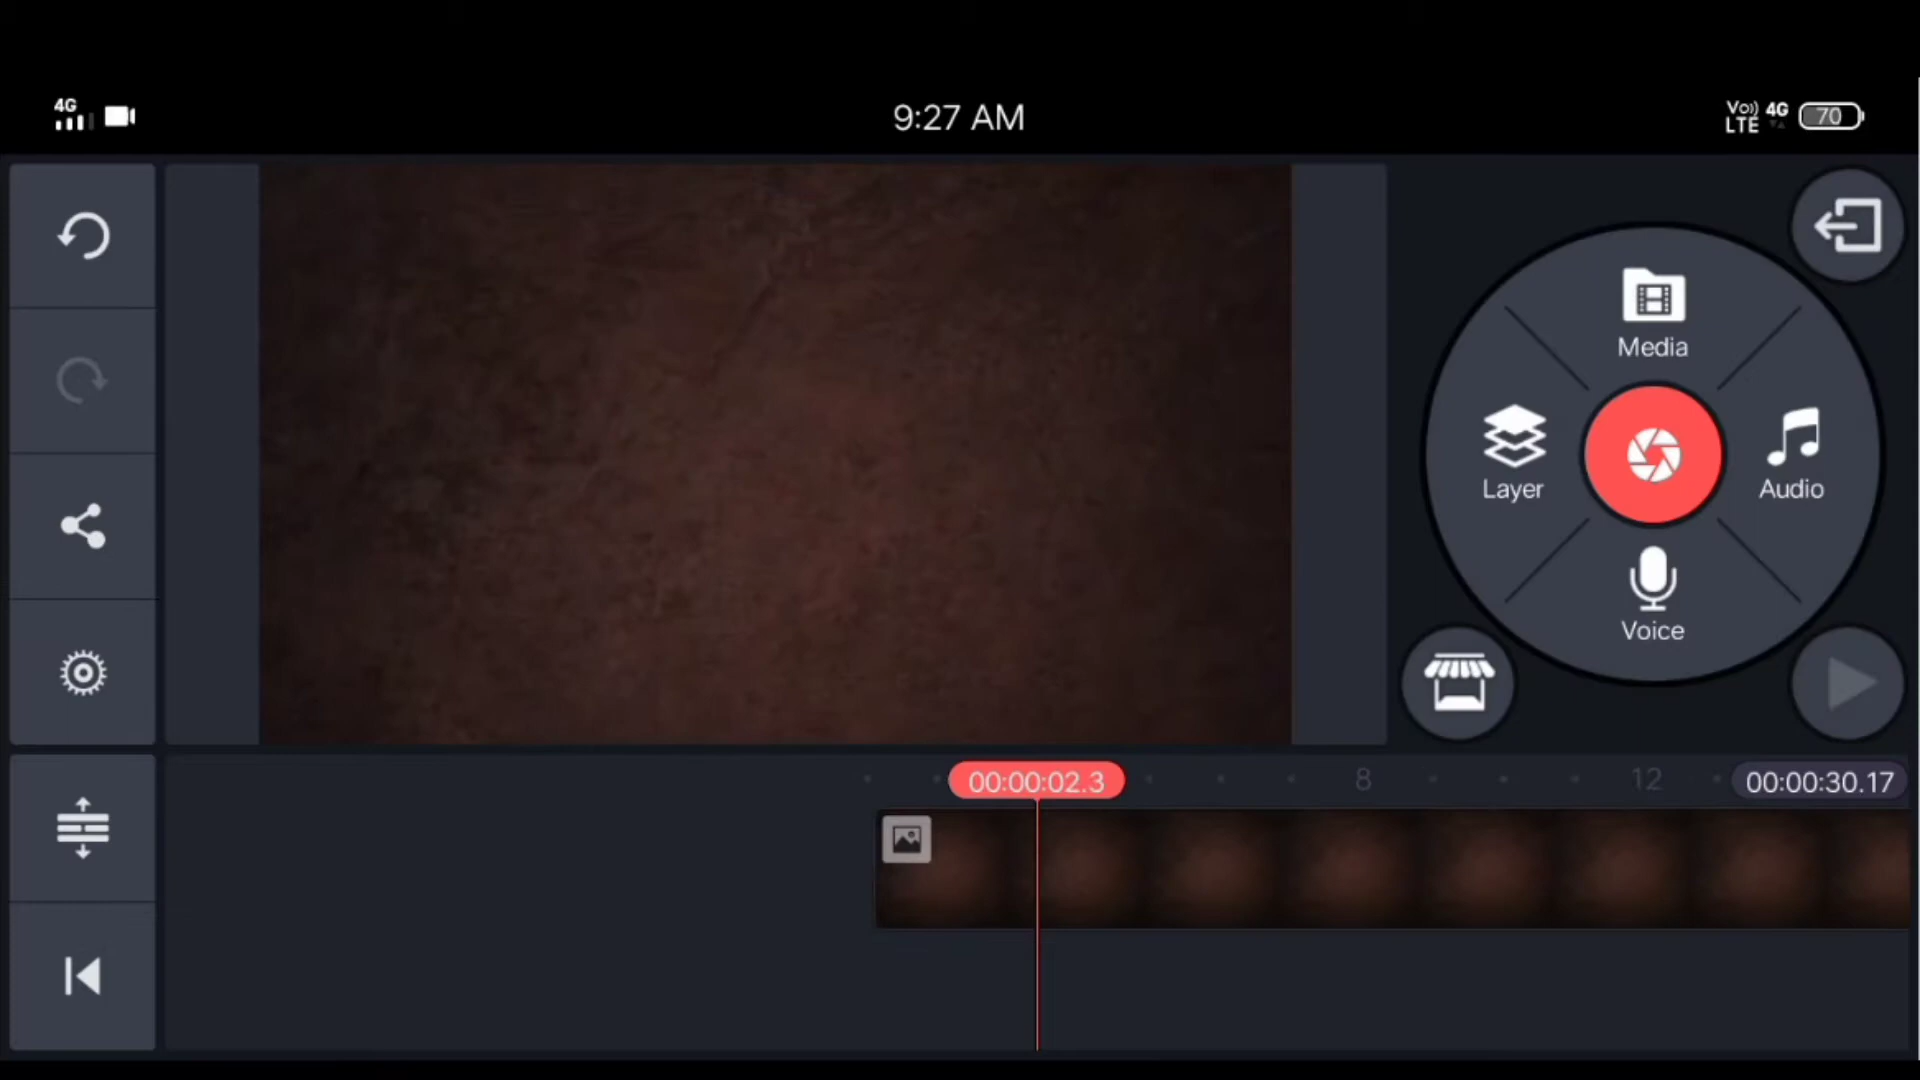 4G
9:27 AM
Vo)) LTE
4G
70
Media
Layer
Audio
Voice
00:00:02.3
8
12
00:00:30.17